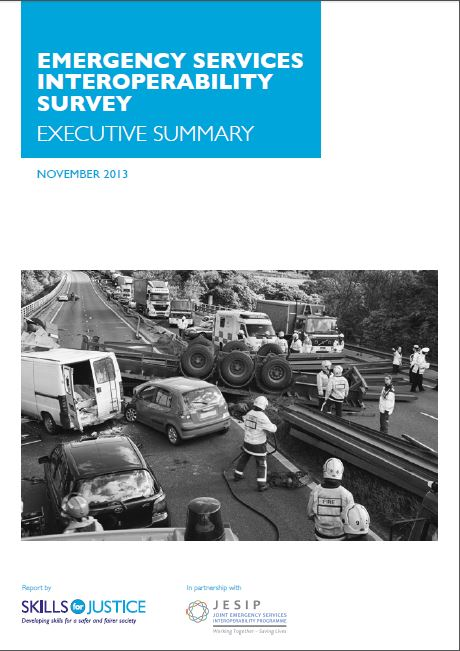 EMERGENCY SERVICES
INTEROPERABILITY
SURVEY
EXECUTIVE SUMMARY
NOVEMBER 2013
FIRE
Report by
SKILLS for JUSTICE
Developing skills for a safer and fairer society
In partnership with
JESIP
JOINT EMERGENCY SERVICES
INTEROPERABILITY PROGRAMME
Working Together – Saving Lives